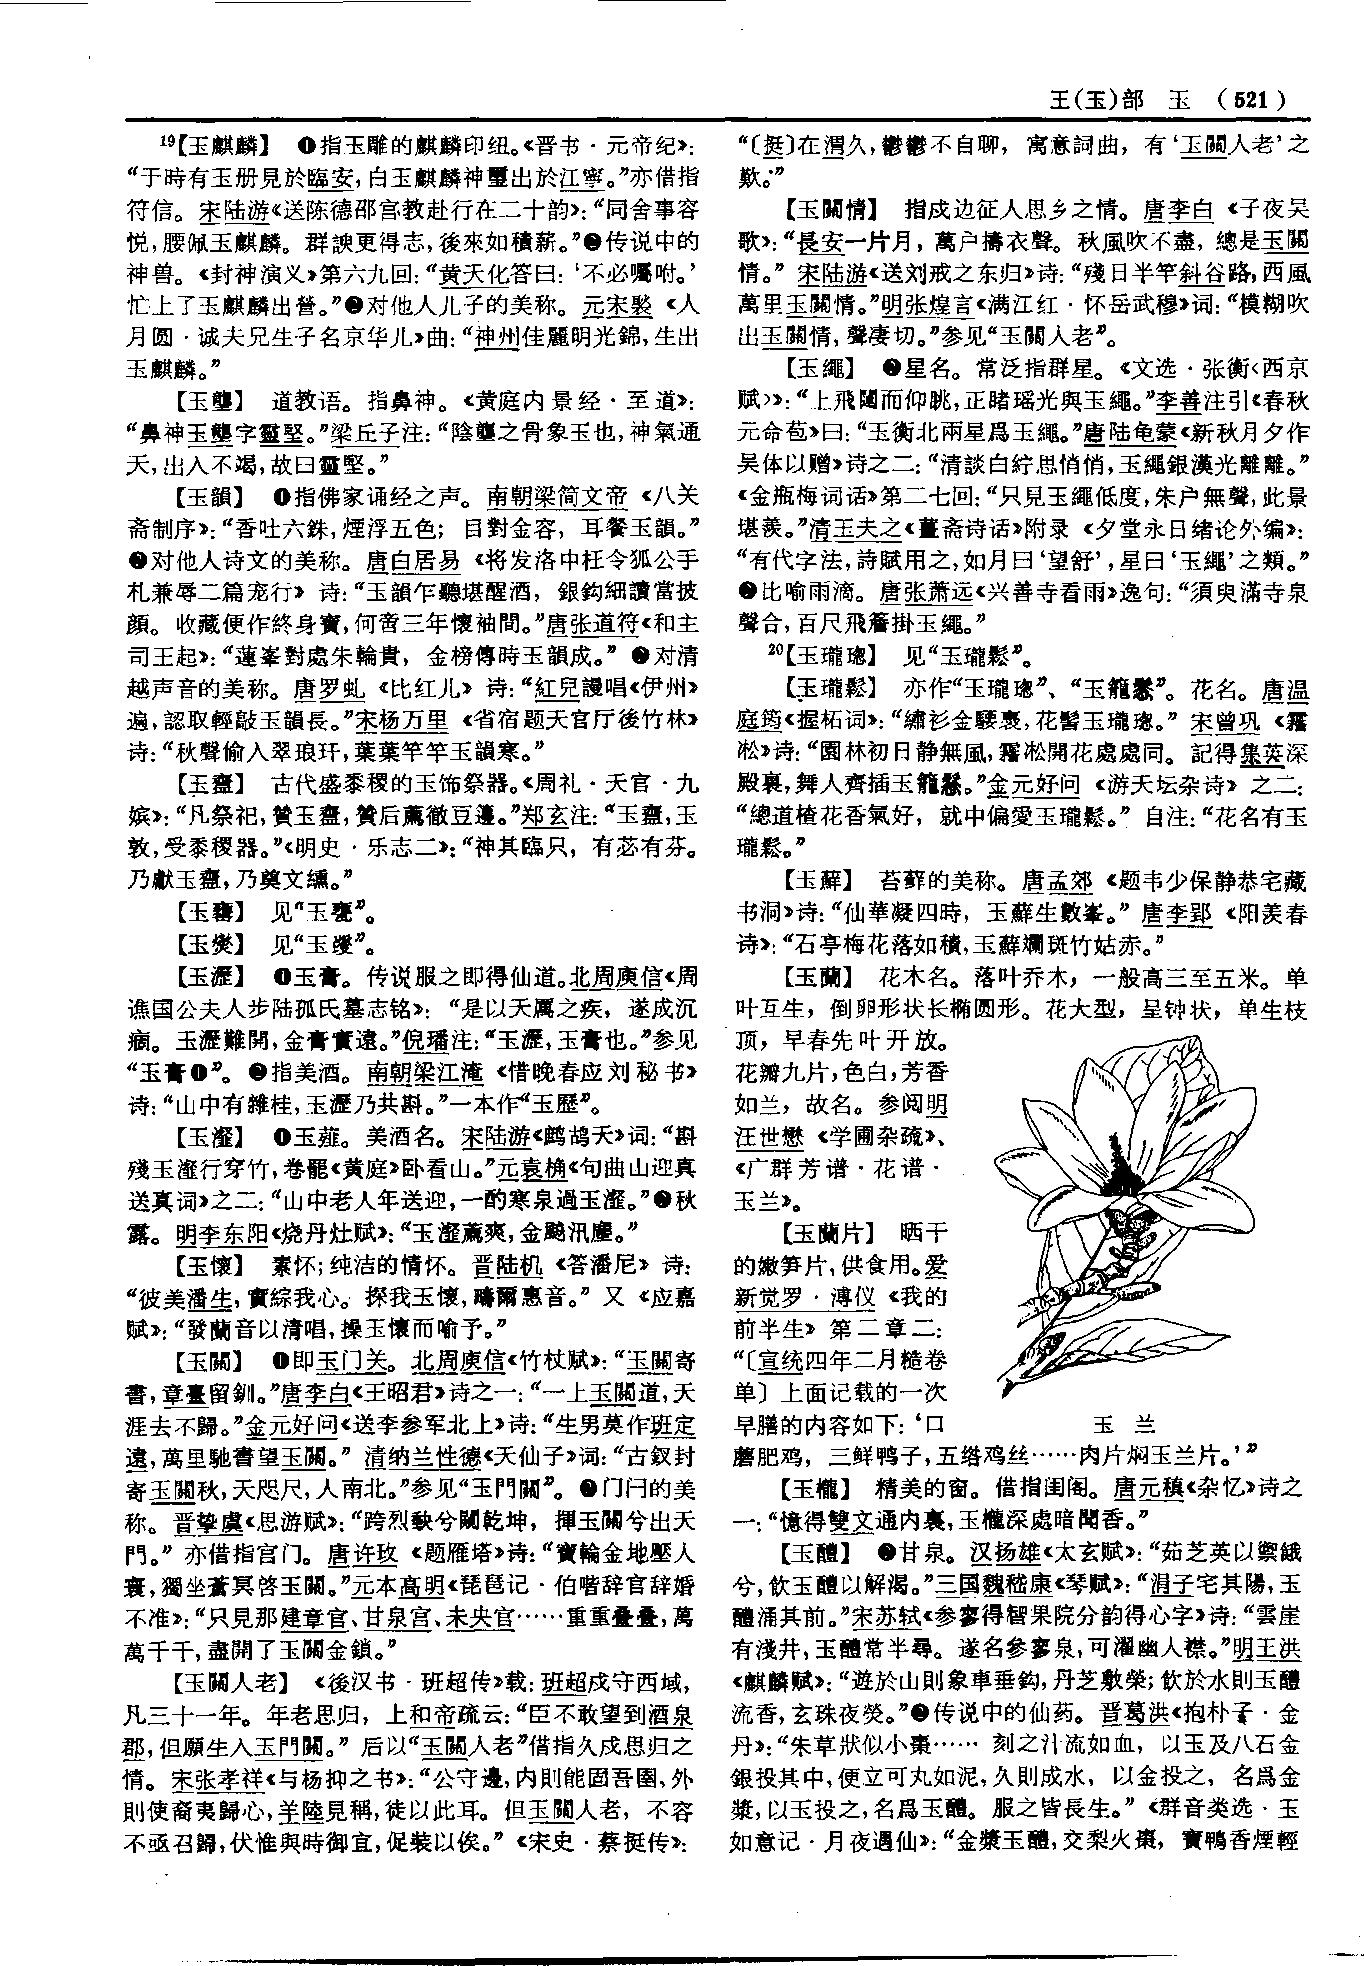 王(玉)部　玉　(521)
19【玉麒麟】　❶指玉雕的麒麟印纽。《晋书·元帝纪》：
“于時有玉册見於臨安，白玉麒麟神璽出於江寧。”亦借指
符信。宋陆游《送陈德邵宫教赴行在二十韵》：“同舍事容
悦，腰佩玉麒麟。群諛更得志，後來如積薪。”❷传说中的
神兽。《封神演义》第六九回：“黄天化答曰：‘不必囑咐。’
忙上了玉麒麟出營。”❸对他人儿子的美称。元宋褧《人
月圆·诚夫兄生子名京华儿》曲：“神州佳麗明光錦，生出
玉麒麟。”
【玉壟】　道教语。指鼻神。《黄庭内景经·至道》：
“鼻神玉壟字靈堅。”梁丘子注：“陰壟之骨象玉也，神氣通
天，出入不竭，故曰靈堅。”
【玉韻】　❶指佛家诵经之声。南朝梁简文帝《八关
斋制序》：“香吐六銖，煙浮五色；目對金容，耳餐玉韻。”
❷对他人诗文的美称。唐白居易《将发洛中枉令狐公手
札兼辱二篇宠行》诗：“玉韻乍聽堪醒酒，銀鈎細讀當披
顔。收藏便作終身寶，何啻三年懷袖間。”唐张道符《和主
司王起》：“蓮峯對處朱輪貴，金榜傳時玉韻成。”❸对清
越声音的美称。唐罗虬《比红儿》诗：“紅兒謾唱《伊州》
遍，認取輕敲玉韻長。”宋杨万里《省宿题天官厅後竹林》
诗：“秋聲偷入翠琅玕，葉葉竿竿玉韻寒。”
【玉齍】　古代盛黍稷的玉饰祭器。《周礼·天官·九
嫔》：“凡祭祀，贊玉齍，贊后薦徹豆籩。”郑玄注：“玉齍，玉
敦，受黍稷器。”《明史·乐志二》：“神其臨只，有苾有芬。
乃獻玉齍，乃奠文纁。”
【玉甕】　见“玉瓮”。
【玉燮】　见“玉瓊”。
【玉瀝】　❶玉膏。传说服之即得仙道。北周庾信《周
谯国公夫人步陆孤氏墓志铭》：“是以天厲之疾，遂成沉
痼。玉瀝難開，金膏實遠。”倪璠注：“玉瀝，玉膏也。”参见
“玉膏❶”。❷指美酒。南朝梁江淹《惜晚春应刘秘书》
诗：“山中有雜桂，玉瀝乃共斟。”一本作“玉歷”。
【玉瀣】　❶玉薤。美酒名。宋陆游《鹧鸪天》词：“斟
殘玉瀣行穿竹，卷罷《黄庭》卧看山。”元袁桷《句曲山迎真
送真词》之二：“山中老人年送迎，一酌寒泉過玉瀣。”❷秋
露。明李东阳《烧丹灶赋》：“玉瀣薦爽，金飈汛塵。”
【玉懷】　素怀；纯洁的情怀。晋陆机《答潘尼》诗：
“彼美潘生，實綜我心。探我玉懷，疇爾惠音。”又《应嘉
赋》：“發蘭音以清唱，操玉懷而喻予。”
【玉關】　❶即玉门关。北周庾信《竹杖赋》：“玉關寄
書，章臺留釧。”唐李白《王昭君》诗之一：“一上玉關道，天
涯去不歸。”金元好问《送李参军北上》诗：“生男莫作班定
遠，萬里馳書望玉關。”清纳兰性德《天仙子》词：“古釵封
寄玉關秋，天咫尺，人南北。”参见“玉門關”。❷门闩的美
称。晋挚虞《思游赋》：“跨烈欻兮闚乾坤，揮玉關兮出天
門。”亦借指宫门。唐许玫《题雁塔》诗：“寶輪金地壓人
寰，獨坐蒼冥啓玉關。”元本高明《琵琶记·伯喈辞官辞婚
不准》：“只見那建章宫、甘泉宫、未央宫……重重叠叠，萬
萬千千，盡開了玉關金鎖。”
【玉關人老】　《後汉书·班超传》载：班超戍守西域，
凡三十一年。年老思归，上和帝疏云：“臣不敢望到酒泉
郡，但願生入玉門關。”后以“玉關人老”借指久戍思归之
情。宋张孝祥《与杨抑之书》：“公守邊，内則能固吾圉，外
則使裔夷歸心，羊陸見稱，徒以此耳。但玉關人老，不容
不亟召歸，伏惟與時御宜，促裝以俟。”《宋史·蔡挺传》：
“〔挺〕在渭久，鬱鬱不自聊，寓意詞曲，有‘玉關人老’之
歎。”
【玉關情】　指戍边征人思乡之情。唐李白《子夜吴
歌》：“長安一片月，萬户擣衣聲。秋風吹不盡，總是玉關
情。”宋陆游《送刘戒之东归》诗：“殘日半竿斜谷路，西風
萬里玉關情。”明张煌言《满江红·怀岳武穆》词：“模糊吹
出玉關情，聲凄切。”参见“玉關人老”。
【玉繩】　❶星名。常泛指群星。《文选·张衡〈西京
赋〉》：“上飛闥而仰眺，正睹瑶光與玉繩。”李善注引《春秋
元命苞》曰：“玉衡北兩星爲玉繩。”唐陆龟蒙《新秋月夕作
吴体以赠》诗之二：“清談白紵思悄悄，玉繩銀漢光離離。”
《金瓶梅词话》第二七回：“只見玉繩低度，朱户無聲，此景
堪羨。”清王夫之《薑斋诗话》附录《夕堂永日绪论外编》：
“有代字法，詩賦用之，如月曰‘望舒’，星曰‘玉繩’之類。”
❷比喻雨滴。唐张萧远《兴善寺看雨》逸句：“須臾滿寺泉
聲合，百尺飛簷掛玉繩。”
20【玉瓏璁】　见“玉瓏鬆”。
【玉瓏鬆】　亦作“玉瓏璁”、“玉籠鬆”。花名。唐温
庭筠《握柘词》：“繡衫金騕褭，花髻玉瓏璁。”宋曾巩《霧
淞》诗：“園林初日静無風，霧淞開花處處同。記得集英深
殿裏，舞人齊插玉籠鬆。”金元好问《游天坛杂诗》之二：
“總道楂花香氣好，就中偏愛玉瓏鬆。”自注：“花名有玉
瓏鬆。”
【玉蘚】　苔藓的美称。唐孟郊《题韦少保静恭宅藏
书洞》诗：“仙華凝四時，玉蘚生數峯。”唐李郢《阳羡春
诗》：“石亭梅花落如積，玉蘚斕斑竹姑赤。”
【玉蘭】　花木名。落叶乔木，一般高三至五米。单
叶互生，倒卵形状长椭圆形。花大型，呈钟状，单生枝
顶，早春先叶开放。
花瓣九片，色白，芳香
如兰，故名。参阅明
汪世懋《学圃杂疏》、
《广群芳谱·花谱·
玉兰》。
【玉蘭片】　晒干
的嫩笋片，供食用。爱
新觉罗·溥仪《我的
前半生》第二章二：
“〔宣统四年二月糙卷
单〕上面记载的一次
早膳的内容如下：‘口
蘑肥鸡，三鲜鸭子，五绺鸡丝……肉片焖玉兰片。’”
玉　兰
【玉櫳】　精美的窗。借指闺阁。唐元稹《杂忆》诗之
一：“憶得雙文通内裏，玉櫳深處暗聞香。”
【玉醴】　❶甘泉。汉扬雄《太玄赋》：“茹芝英以禦餓
兮，飲玉醴以解渴。”三国魏嵇康《琴赋》：“涓子宅其陽，玉
醴涌其前。”宋苏轼《参寥得智果院分韵得心字》诗：“雲崖
有淺井，玉醴常半尋。遂名參寥泉，可濯幽人襟。”明王洪
《麒麟赋》：“遊於山則象車垂鈎，丹芝敷榮；飲於水則玉醴
流香，玄珠夜熒。”❷传说中的仙药。晋葛洪《抱朴子·金
丹》：“朱草狀似小棗……刻之汁流如血，以玉及八石金
銀投其中，便立可丸如泥，久則成水，以金投之，名爲金
漿，以玉投之，名爲玉醴。服之皆長生。”《群音类选·玉
如意记·月夜遇仙》：“金漿玉醴，交梨火棗，寶鴨香煙輕